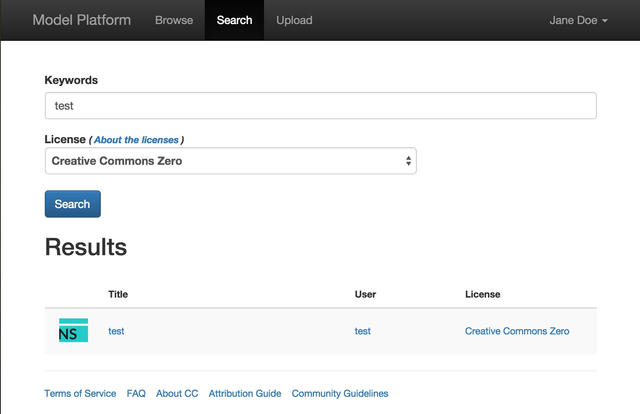 Model Platform Browse Search Upload Jane Doe
Keywords
test
License ( About the licenses )
Creative Commons Zero
Search
Results
Title User License
NS test test Creative Commons Zero
Terms of Service FAQ About CC Attribution Guide Community Guidelines